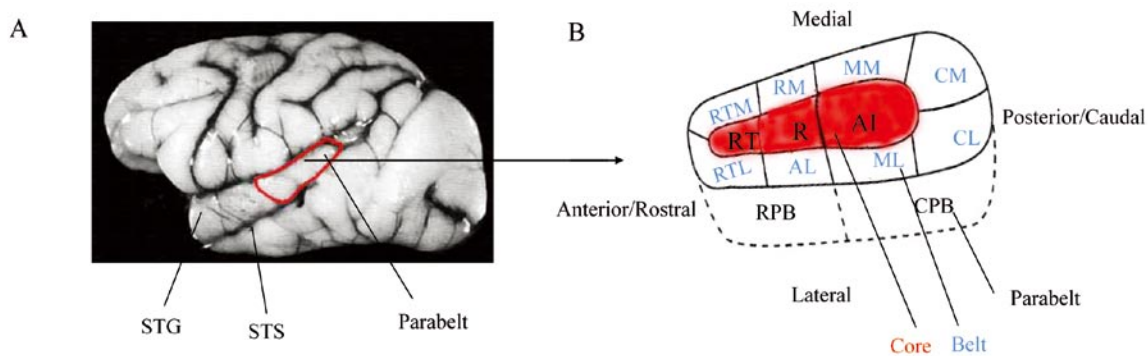 A
STG
STS
Parabelt
B
Medial
MM
CM
RM
RTM
Posterior/Caudal
RT
R
AI
CL
ML
RTL
AL
Anterior/Rostral
RPB
CPB
Lateral
Parabelt
Core
Belt